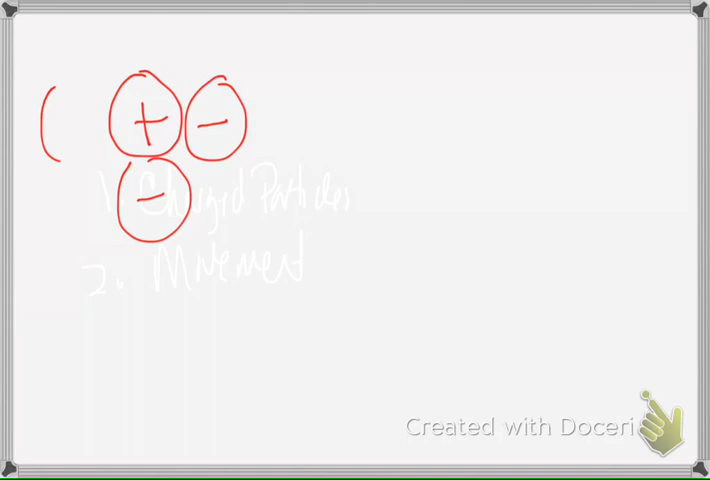 ( + -
-
1. Charged Particles
2. Movement
Created with Doceri